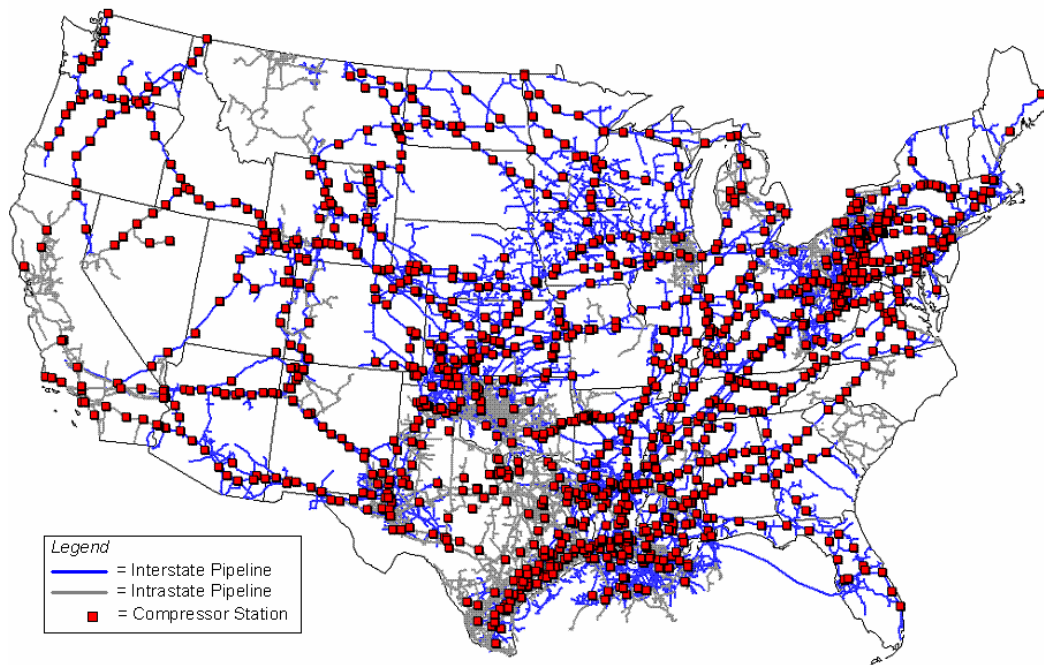 Legend
= Interstate Pipeline
= Intrastate Pipeline
= Compressor Station